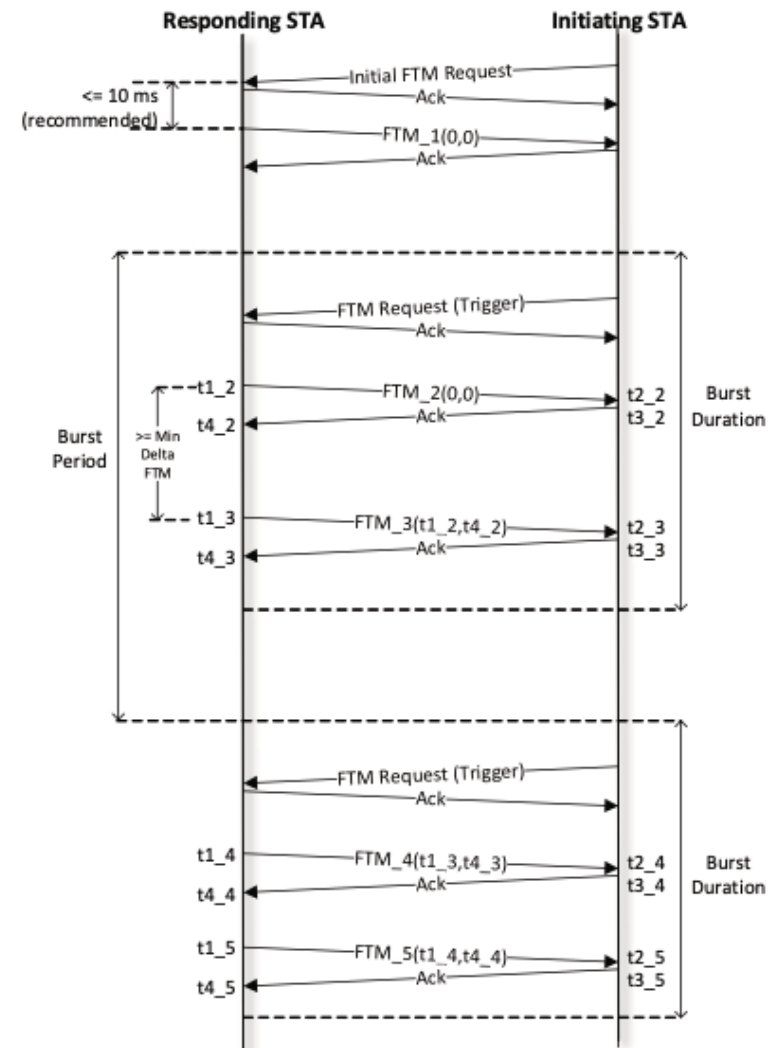 Responding STA
Initiating STA
Initial FTM Request
<= 10 ms
(recommended)
Ack
FTM_1(0,0)
Ack
FTM Request (Trigger)
Ack
t1_2
FTM_2(0,0)
t2_2
Burst
Duration
t4_2
Ack
t3_2
Burst
Period
>= Min
Delta
FTM
t1_3
FTM_3(t1_2,t4_2)
t2_3
t4_3
Ack
t3_3
FTM Request (Trigger)
Ack
t1_4
FTM_4(t1_3,t4_3)
t2_4
Burst
Duration
t4_4
Ack
t3_4
t1_5
FTM_5(t1_4,t4_4)
t2_5
t4_5
Ack
t3_5